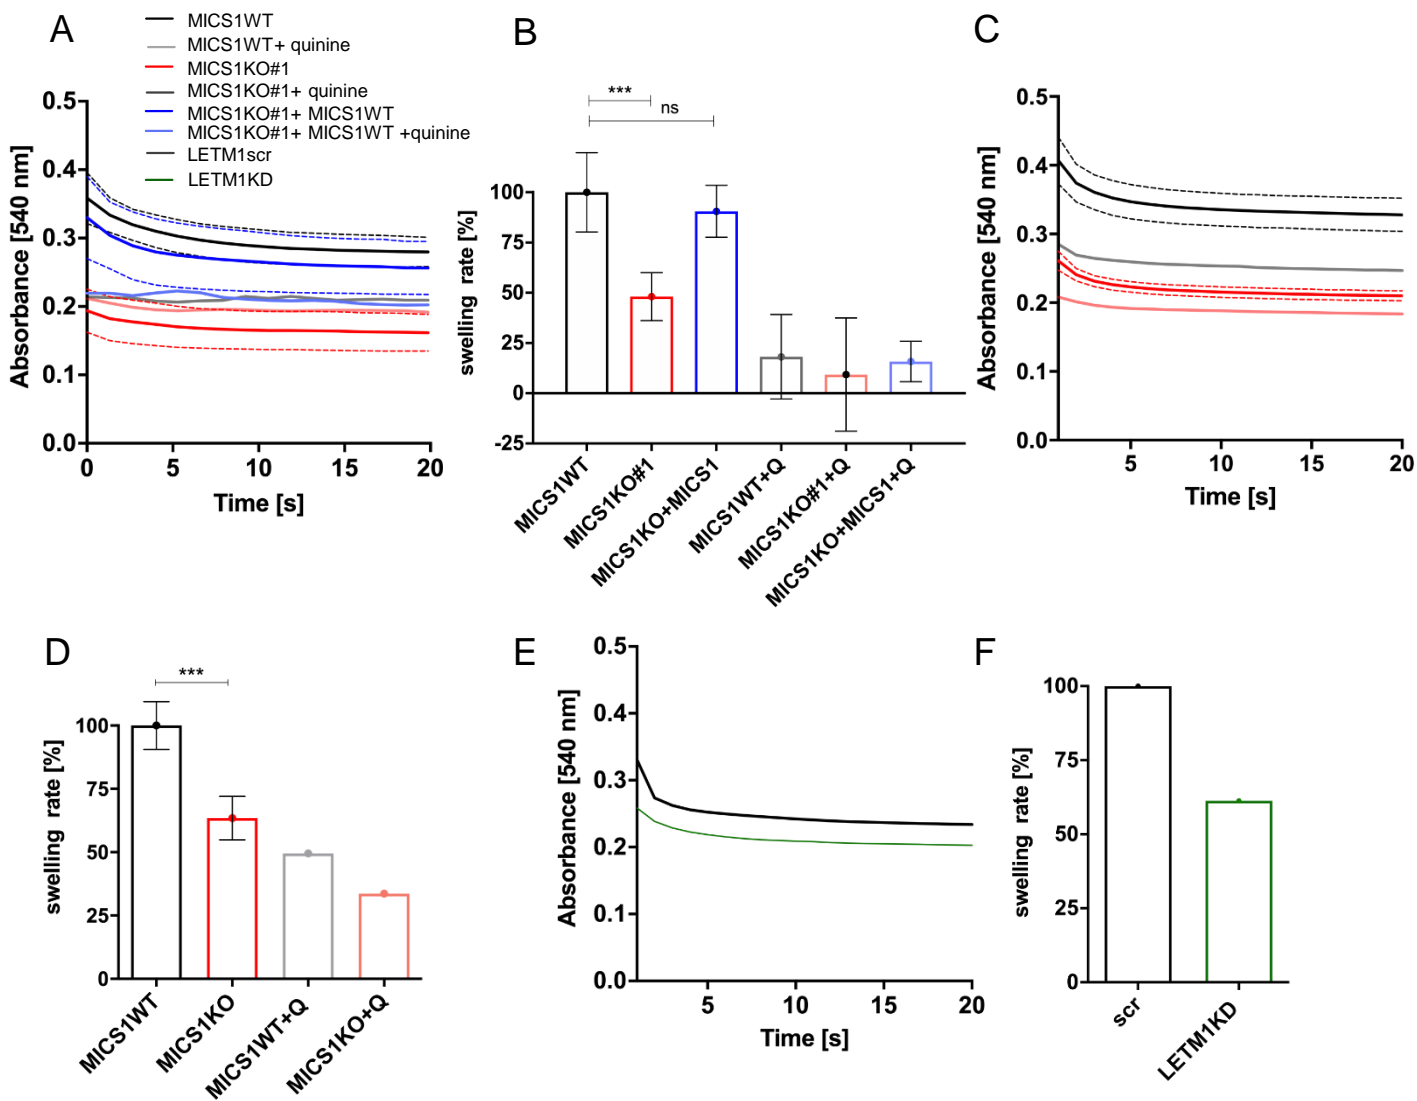 A
MICS1WT
MICS1WT+ quinine
MICS1KO#1
MICS1KO#1+ quinine
MICS1KO#1+ MICS1WT
MICS1KO#1+ MICS1WT +quinine
LETM1scr
LETM1KD
Absorbance [540 nm]
0.5
0.4
0.3
0.2
0.1
0.0
0 5 10 15 20
Time [s]
B
***
ns
swelling rate [%]
100
75
50
25
0
-25
MICS1WT
MICS1KO#1
MICS1KO+MICS1
MICS1WT+Q
MICS1KO#1+Q
MICS1KO+MICS1+Q
C
Absorbance [540 nm]
0.5
0.4
0.3
0.2
0.1
0.0
5 10 15 20
Time [s]
D
***
swelling rate [%]
100
75
50
25
0
MICS1WT
MICS1KO
MICS1WT+Q
MICS1KO+Q
E
Absorbance [540 nm]
0.5
0.4
0.3
0.2
0.1
0.0
5 10 15 20
Time [s]
F
swelling rate [%]
100
75
50
25
0
scr
LETM1KD